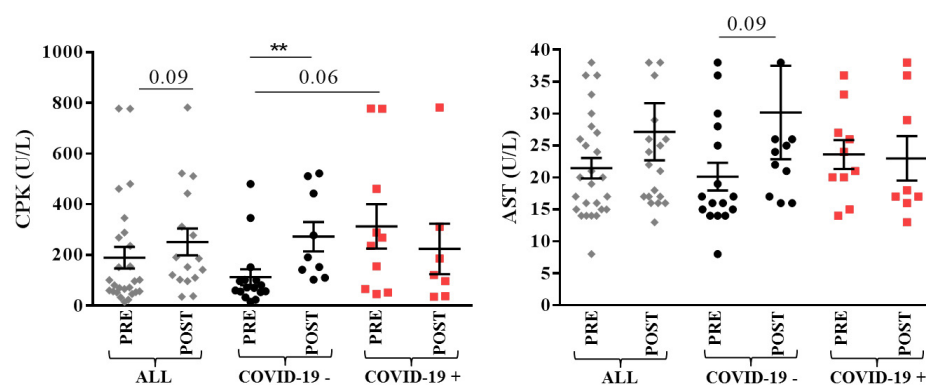 **
0.09
0.06
CPK (U/L)
1000
800
600
400
200
0
PRE
POST
PRE
POST
PRE
POST
ALL
COVID-19 -
COVID-19 +
0.09
AST (U/L)
40
35
30
25
20
15
10
5
0
PRE
POST
PRE
POST
PRE
POST
ALL
COVID-19 -
COVID-19 +